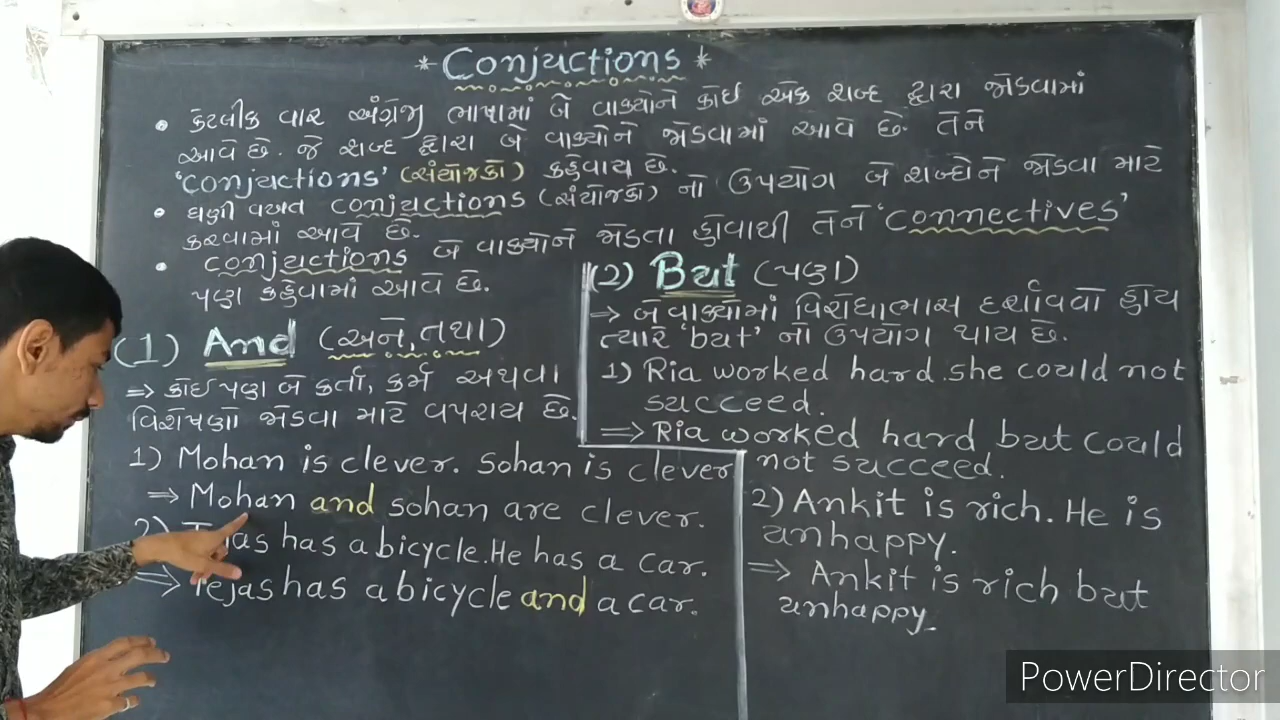 * Conjuctions *
• કેટલીક વાર અંગ્રેજી ભાષામાં બે વાક્યોને કોઈ એક શબ્દ દ્વારા જોડવામાં
આવે છે. જે શબ્દ દ્વારા બે વાક્યોને જોડવામાં આવે છે. તેને
‘conjuctions’ (સંયોજકો) કહેવાય છે.
• ઘણી વખત conjuctions (સંયોજકો) નો ઉપયોગ બે શબ્દોને જોડવા માટે
કરવામાં આવે છે.
• conjuctions બે વાક્યોને જોડતા હોવાથી તેને ‘connectives’
પણ કહેવામાં આવે છે.
(1) And (અને, તથા)
⇒ કોઈપણ બે કર્તા, કર્મ અથવા
વિશેષણો જોડવા માટે વપરાય છે.
1) Mohan is clever. Sohan is clever
⇒ Mohan and sohan are clever.
2) Tejas has a bicycle. He has a car.
⇒ Tejas has a bicycle and a car.
(2) But (પણ)
⇒ બે વાક્યોમાં વિરોધાભાસ દર્શાવવો હોય
ત્યારે ‘but’ નો ઉપયોગ થાય છે.
1) Ria worked hard. she could not
succeed.
⇒ Ria worked hard but could
not succeed.
2) Ankit is rich. He is
unhappy.
⇒ Ankit is rich but
unhappy.
PowerDirector